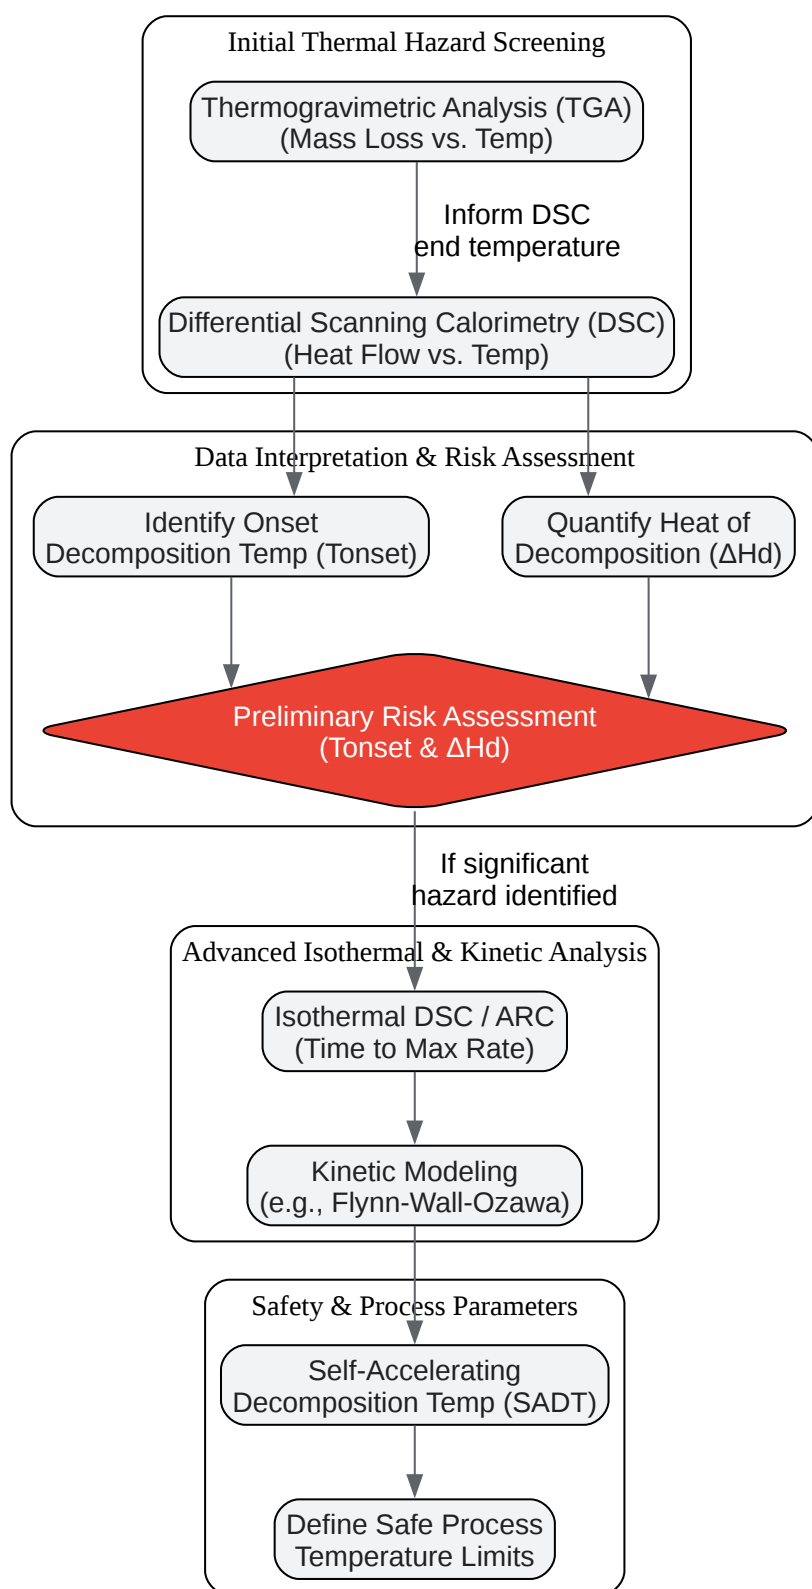 Initial Thermal Hazard Screening
Thermogravimetric Analysis (TGA)
(Mass Loss vs. Temp)
Inform DSC
end temperature
Differential Scanning Calorimetry (DSC)
(Heat Flow vs. Temp)
Data Interpretation & Risk Assessment
Identify Onset
Decomposition Temp (Tonset)
Quantify Heat of
Decomposition (ΔHd)
Preliminary Risk Assessment
(Tonset & ΔHd)
If significant
hazard identified
Advanced Isothermal & Kinetic Analysis
Isothermal DSC / ARC
(Time to Max Rate)
Kinetic Modeling
(e.g., Flynn-Wall-Ozawa)
Safety & Process Parameters
Self-Accelerating
Decomposition Temp (SADT)
Define Safe Process
Temperature Limits